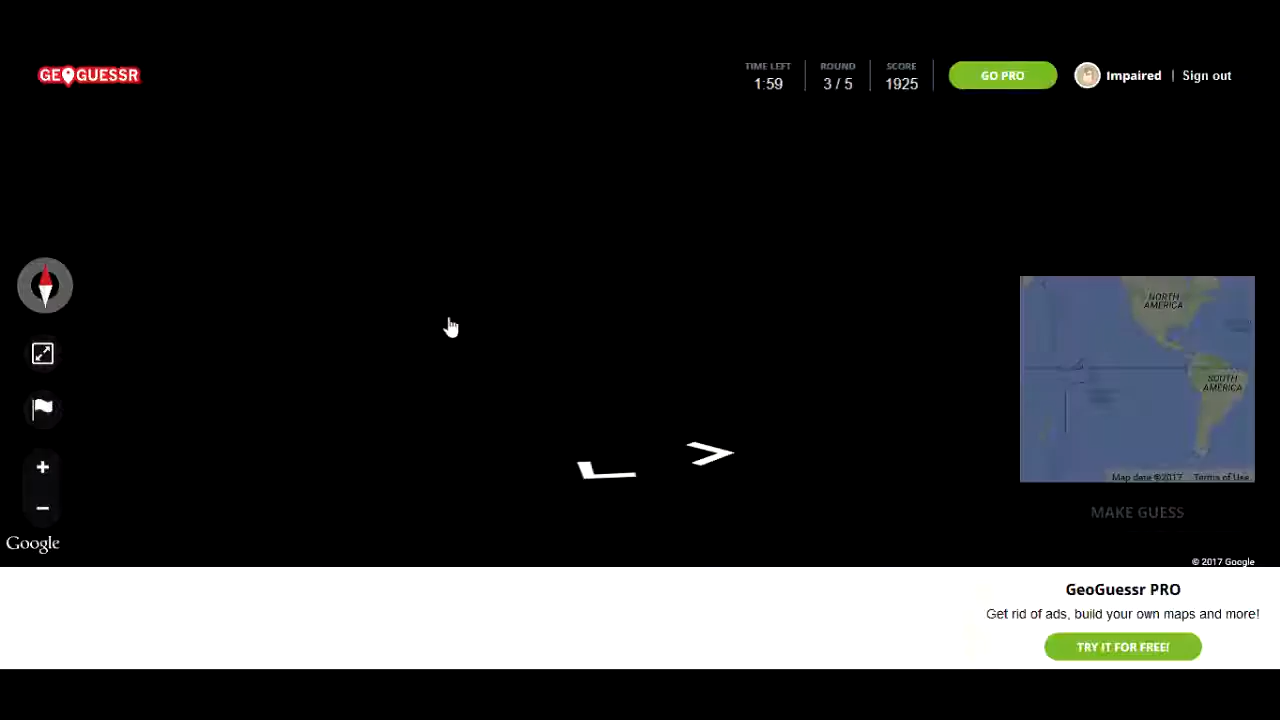 GEOGUESSR
TIME LEFT
1:59
ROUND
3 / 5
SCORE
1925
GO PRO
Impaired | Sign out
NORTH
AMERICA
SOUTH
AMERICA
Map data ©2017 Terms of Use
MAKE GUESS
Google
© 2017 Google
GeoGuessr PRO
Get rid of ads, build your own maps and more!
TRY IT FOR FREE!